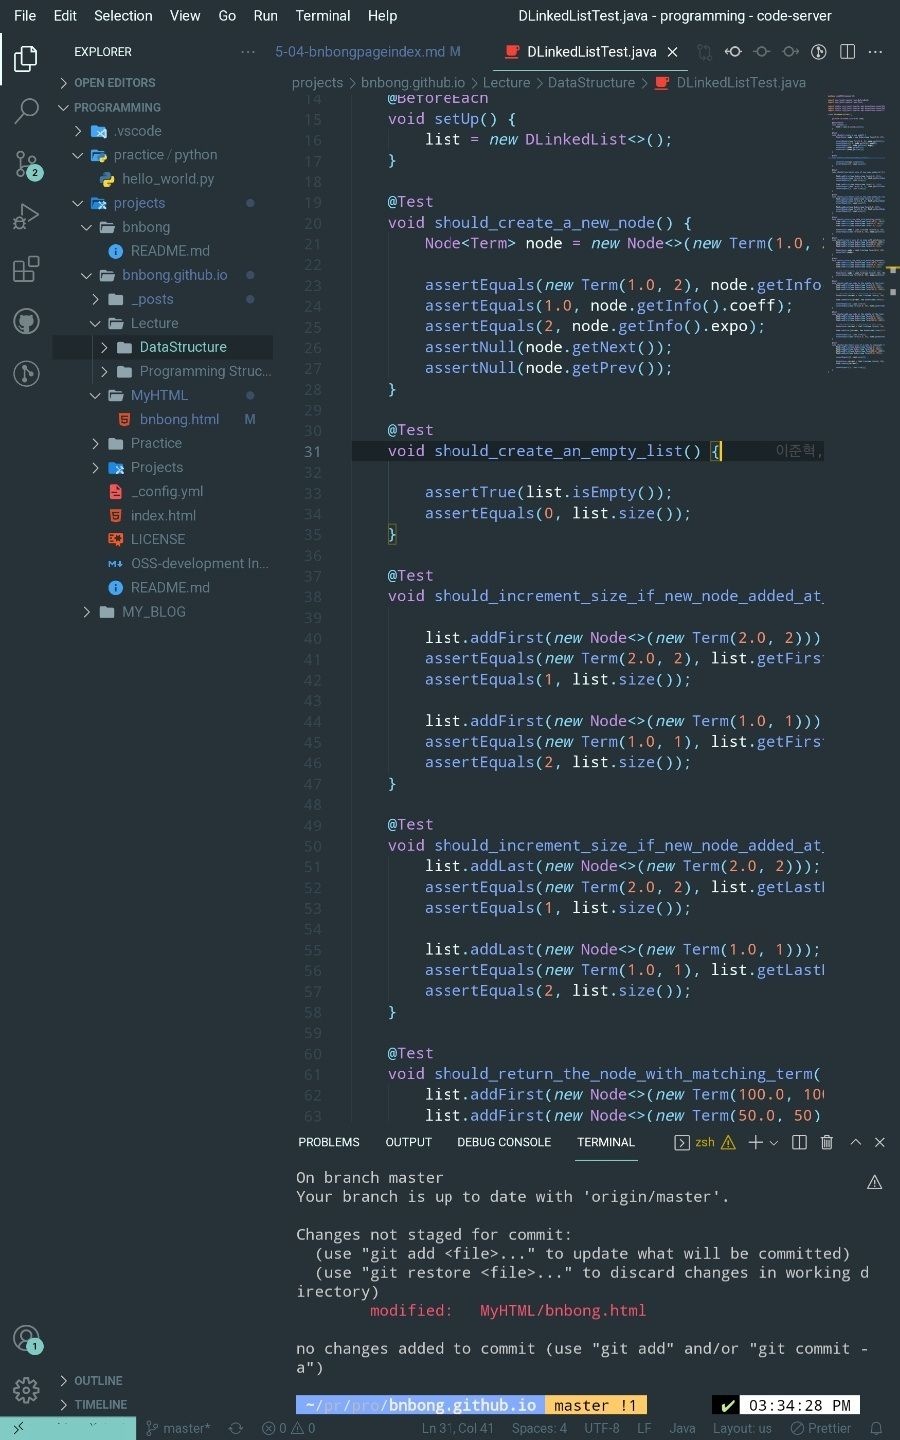 File Edit Selection View Go Run Terminal Help DLinkedListTest.java - programming - code-server
EXPLORER
OPEN EDITORS
PROGRAMMING
.vscode
practice / python
hello_world.py
projects
bnbong
README.md
bnbong.github.io
_posts
Lecture
DataStructure
Programming Struc...
MyHTML
bnbong.html M
Practice
Projects
_config.yml
index.html
LICENSE
OSS-development In...
README.md
MY_BLOG
OUTLINE
TIMELINE
2
1
5-04-bnbongpageindex.md M DLinkedListTest.java
projects > bnbong.github.io > Lecture > DataStructure > DLinkedListTest.java
14 @BeforeEach
15 void setUp() {
16 list = new DLinkedList<>();
17 }
18
19 @Test
20 void should_create_a_new_node() {
21 Node<Term> node = new Node<>(new Term(1.0,
22
23 assertEquals(new Term(1.0, 2), node.getInfo
24 assertEquals(1.0, node.getInfo().coeff);
25 assertEquals(2, node.getInfo().expo);
26 assertNull(node.getNext());
27 assertNull(node.getPrev());
28 }
29
30 @Test
31 void should_create_an_empty_list() { 이준혁,
32
33 assertTrue(list.isEmpty());
34 assertEquals(0, list.size());
35 }
36
37 @Test
38 void should_increment_size_if_new_node_added_at_
39
40 list.addFirst(new Node<>(new Term(2.0, 2)))
41 assertEquals(new Term(2.0, 2), list.getFirs
42 assertEquals(1, list.size());
43
44 list.addFirst(new Node<>(new Term(1.0, 1)))
45 assertEquals(new Term(1.0, 1), list.getFirs
46 assertEquals(2, list.size());
47 }
48
49 @Test
50 void should_increment_size_if_new_node_added_at_
51 list.addLast(new Node<>(new Term(2.0, 2)));
52 assertEquals(new Term(2.0, 2), list.getLast
53 assertEquals(1, list.size());
54
55 list.addLast(new Node<>(new Term(1.0, 1)));
56 assertEquals(new Term(1.0, 1), list.getLast
57 assertEquals(2, list.size());
58 }
59
60 @Test
61 void should_return_the_node_with_matching_term(
62 list.addFirst(new Node<>(new Term(100.0, 10
63 list.addFirst(new Node<>(new Term(50.0, 50)
PROBLEMS OUTPUT DEBUG CONSOLE TERMINAL zsh
On branch master
Your branch is up to date with 'origin/master'.
Changes not staged for commit:
(use "git add <file>..." to update what will be committed)
(use "git restore <file>..." to discard changes in working d
irectory)
modified: MyHTML/bnbong.html
no changes added to commit (use "git add" and/or "git commit -
a")
~/pr/pro/bnbong.github.io master !1 ✔ 03:34:28 PM
master* 0 0 Ln 31, Col 41 Spaces: 4 UTF-8 LF Java Layout: us Prettier